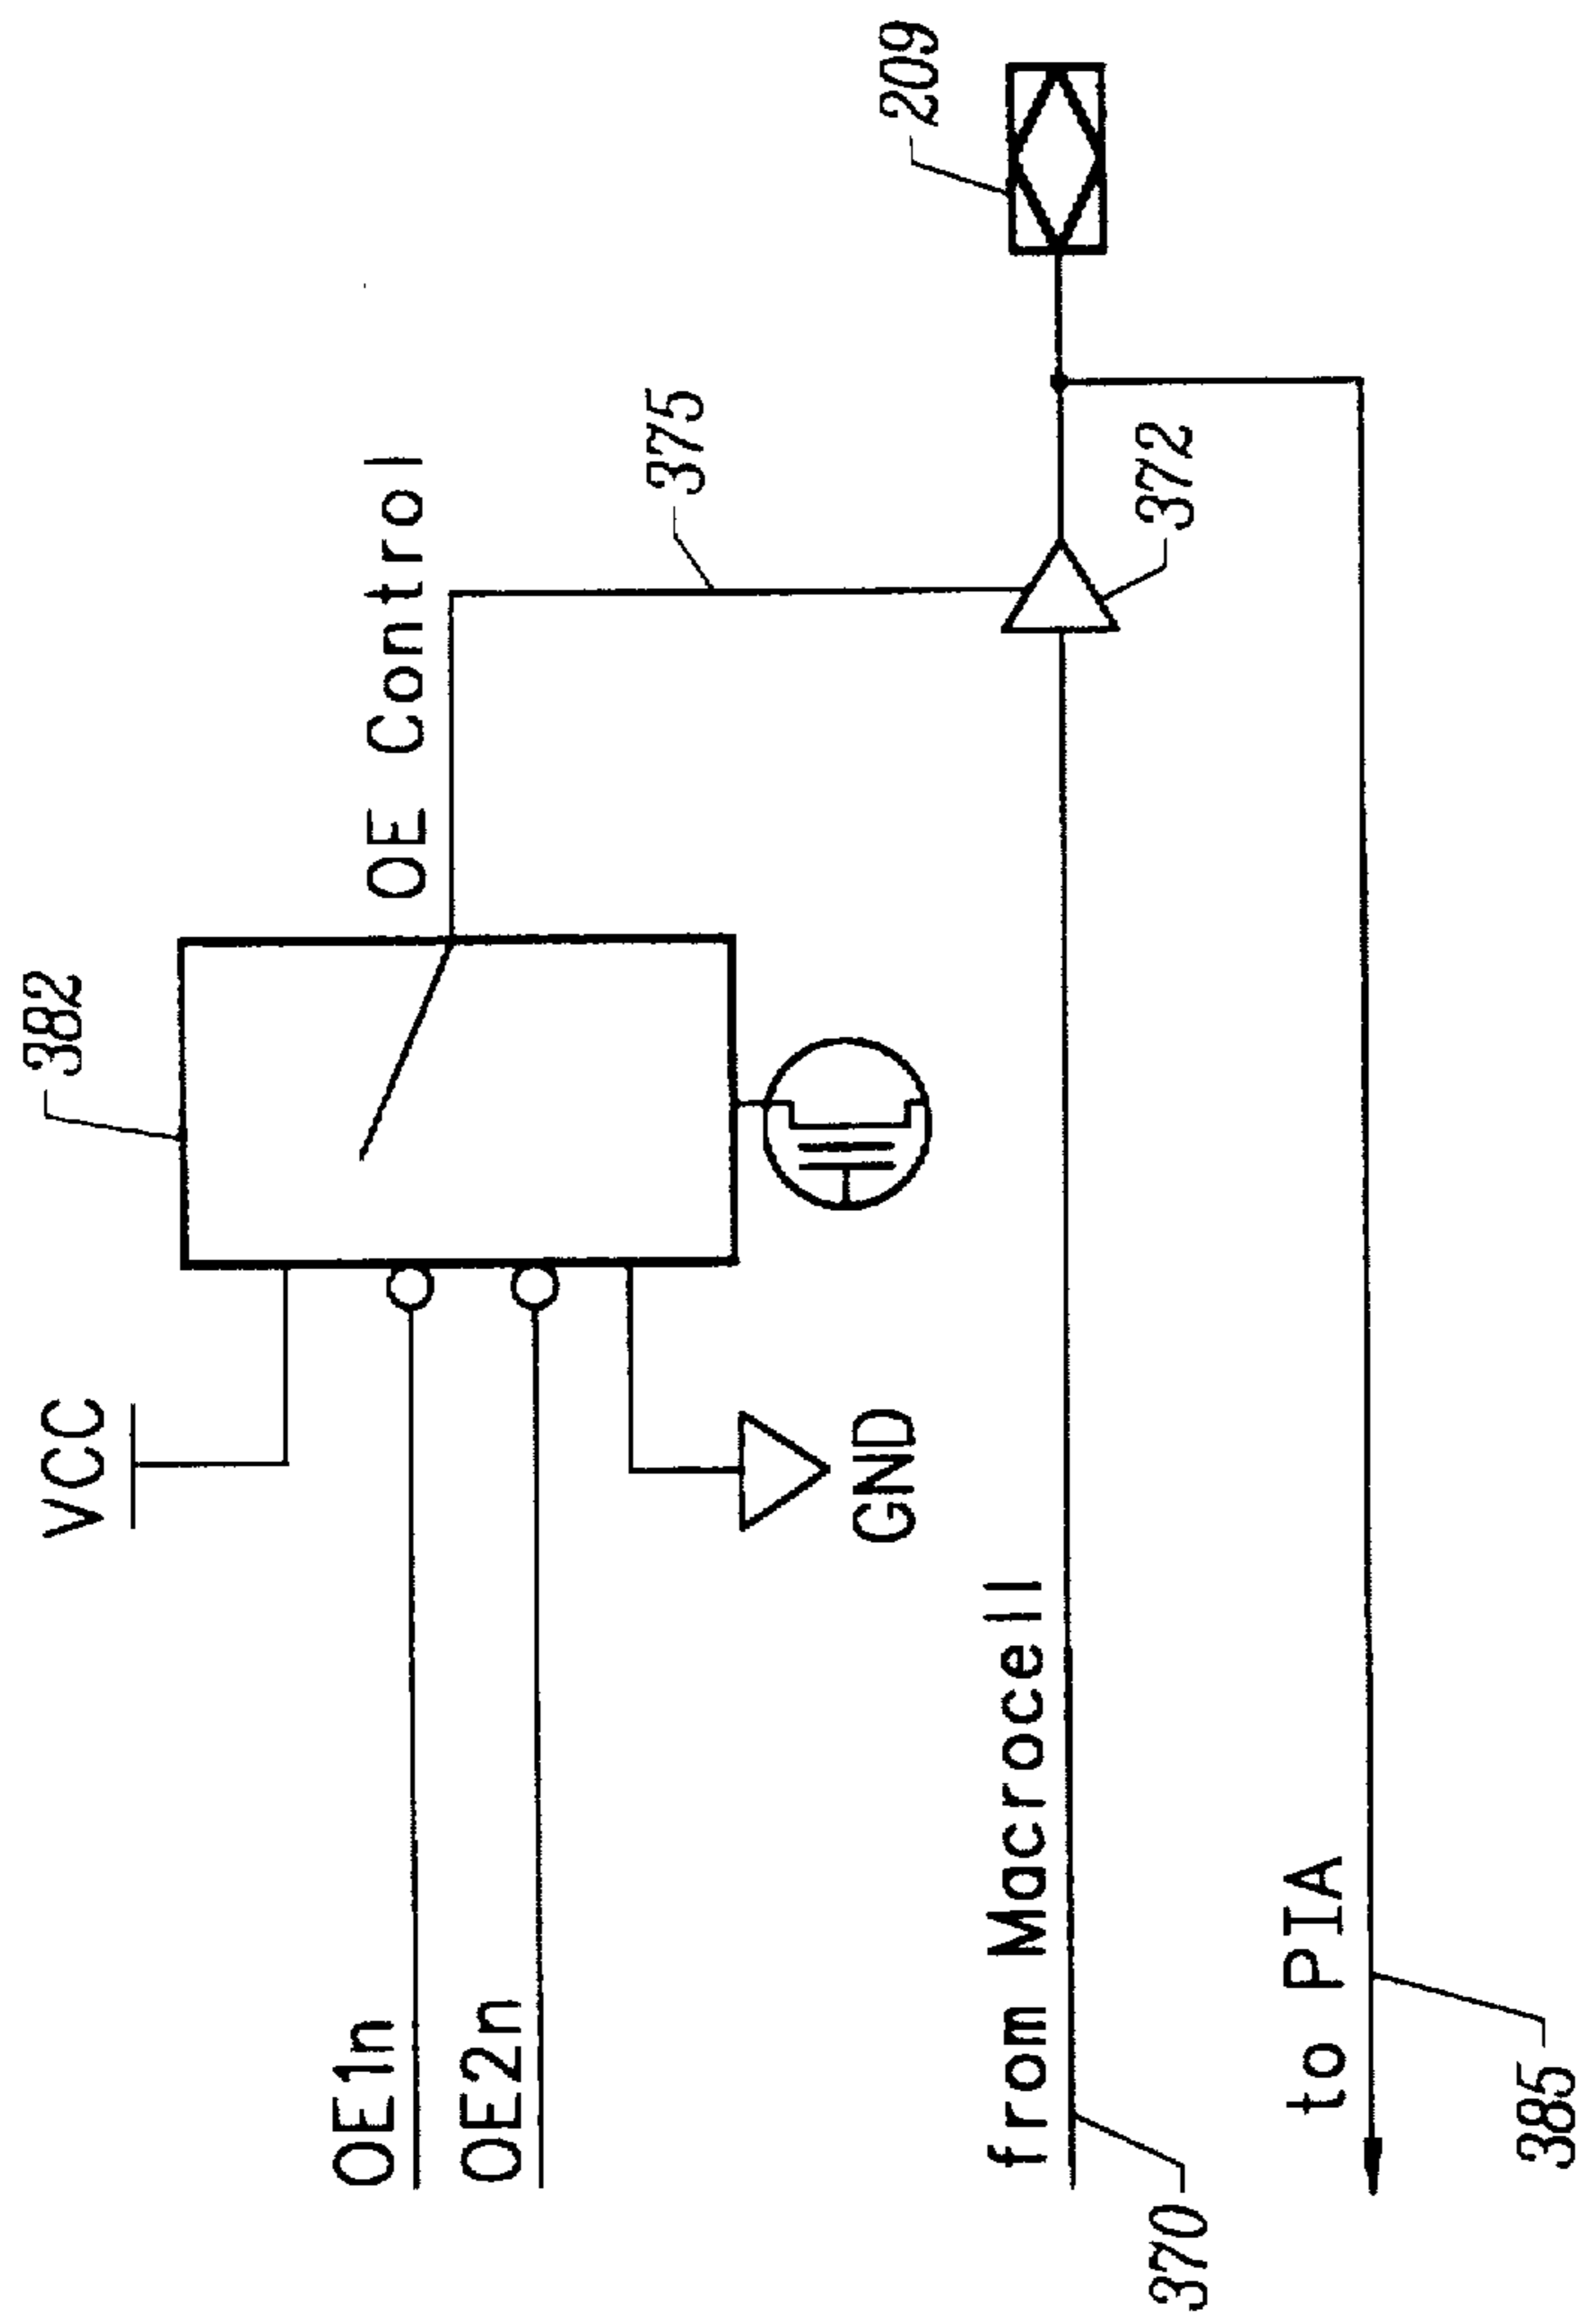 382
VCC
OE Control
OE1n
OE2n
375
209
GND
from Macrocell
370
372
to PIA
385